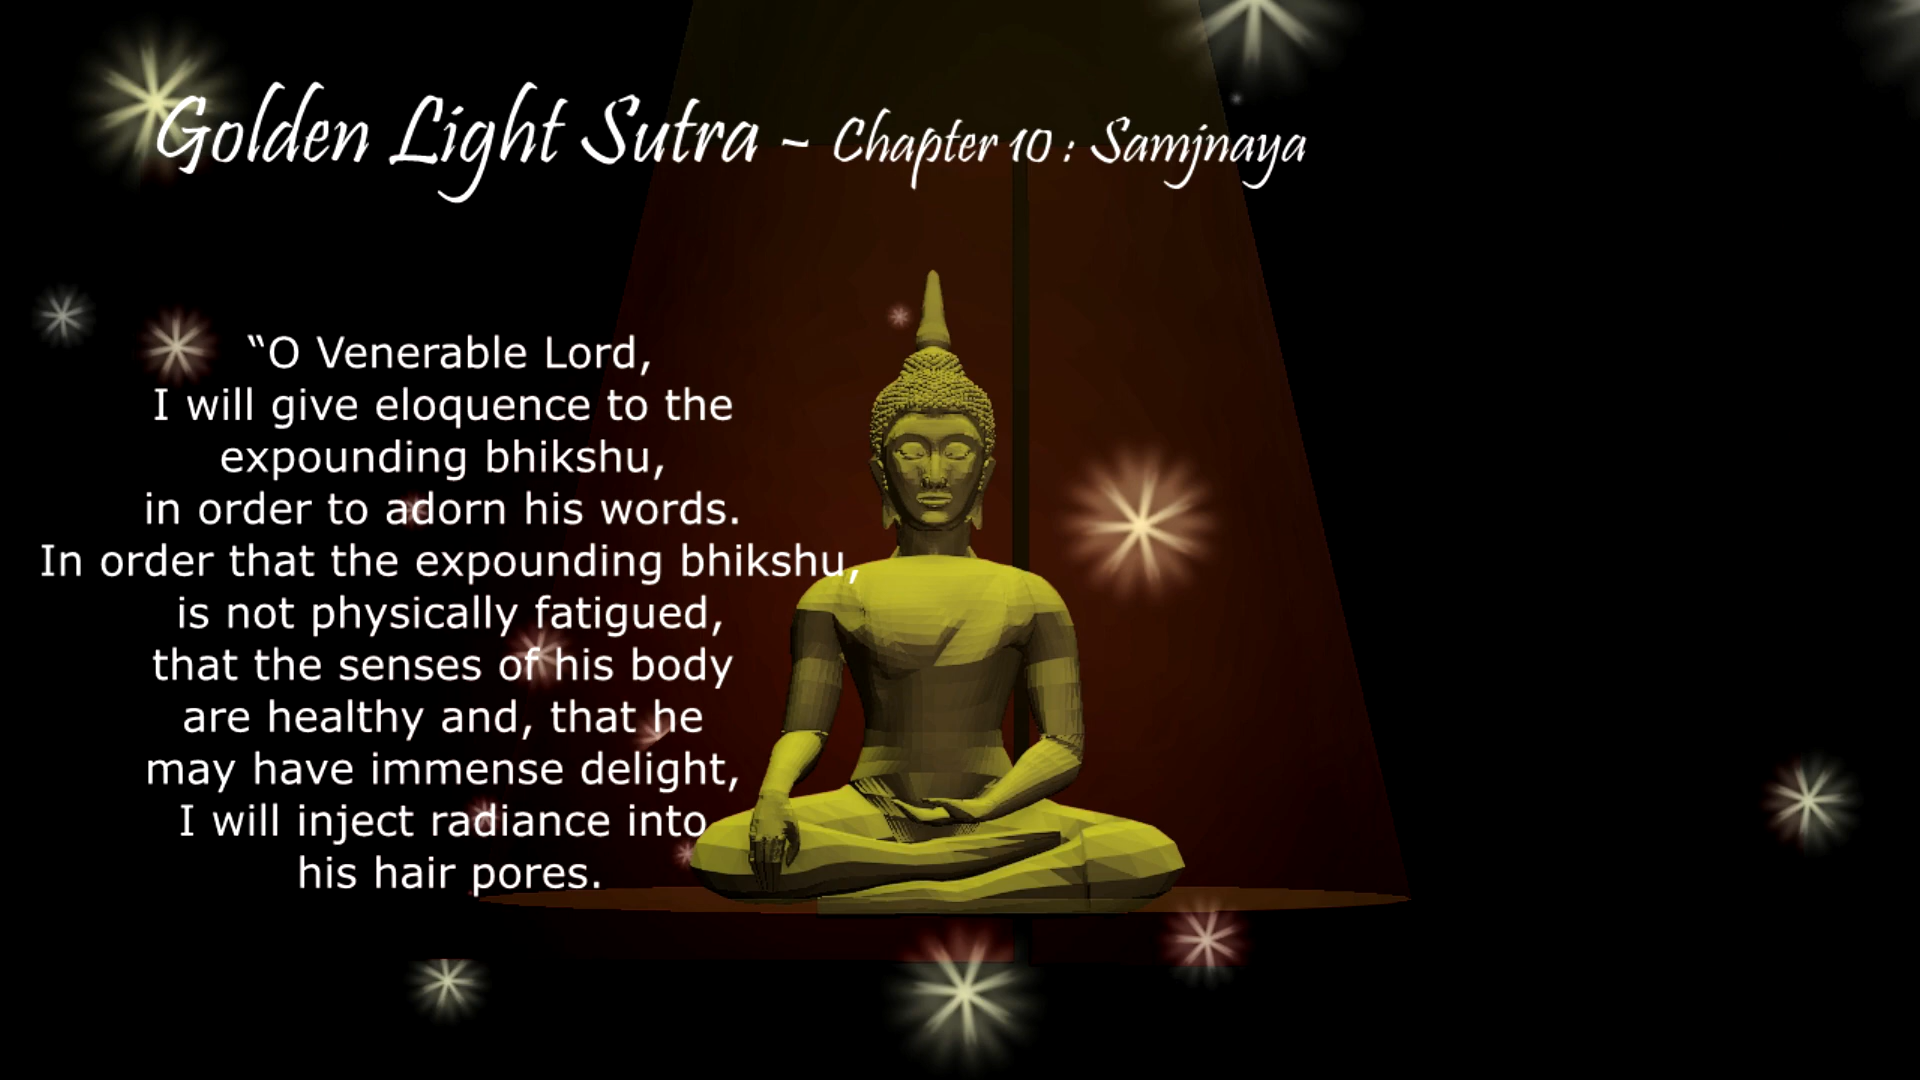 Golden Light Sutra ~ Chapter 10 : Samjnaya
“O Venerable Lord,
I will give eloquence to the
expounding bhikshu,
in order to adorn his words.
In order that the expounding bhikshu,
is not physically fatigued,
that the senses of his body
are healthy and, that he
may have immense delight,
I will inject radiance into
his hair pores.